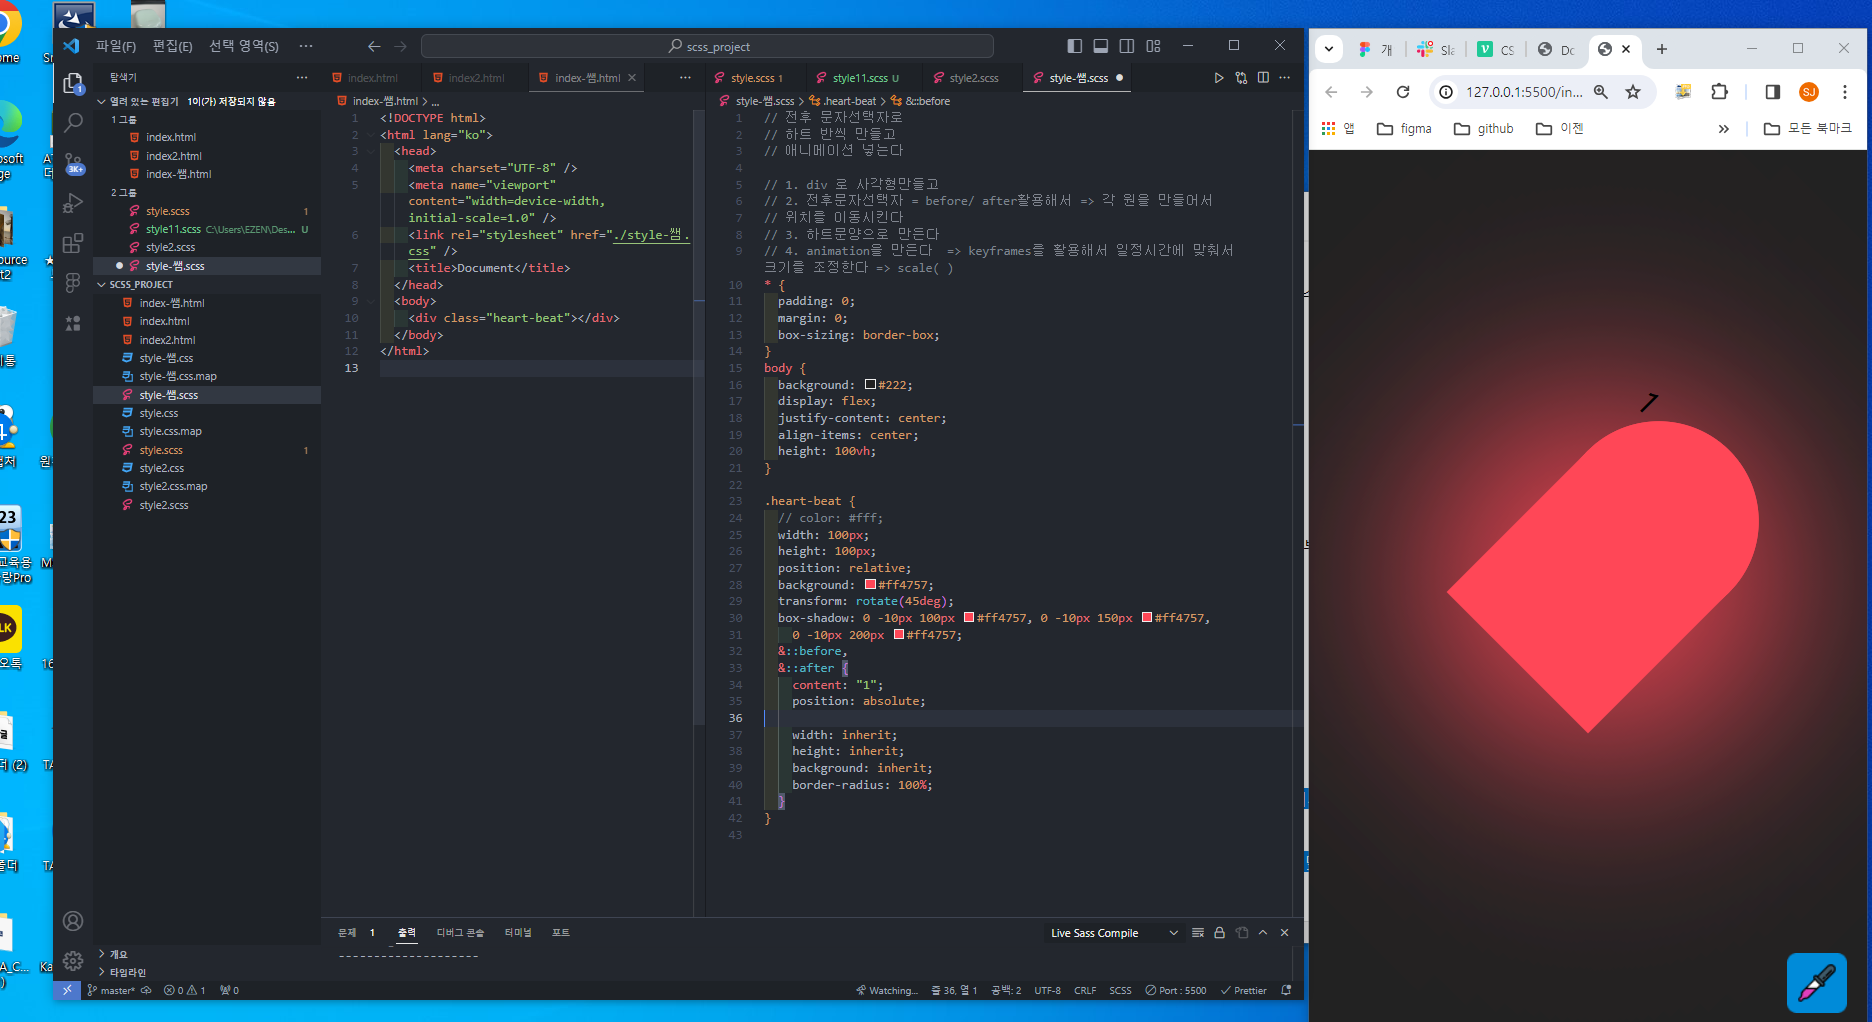 파일(F) 편집(E) 선택 영역(S) ···
scss_project
탐색기
열려 있는 편집기 1이(가) 저장되지 않음
1 그룹
index.html
index2.html
index-쌤.html
2 그룹
style.scss 1
style11.scss C:\Users\EZEN\Des... U
style2.scss
style-쌤.scss
SCSS_PROJECT
index-쌤.html
index.html
index2.html
style-쌤.css
style-쌤.css.map
style-쌤.scss
style.css
style.css.map
style.scss 1
style2.css
style2.css.map
style2.scss
개요
타임라인
1
3K+
index.html index2.html index-쌤.html
index-쌤.html > ...
1 <!DOCTYPE html>
2 <html lang="ko">
3 <head>
4 <meta charset="UTF-8" />
5 <meta name="viewport"
content="width=device-width,
initial-scale=1.0" />
6 <link rel="stylesheet" href="./style-쌤.
css" />
7 <title>Document</title>
8 </head>
9 <body>
10 <div class="heart-beat"></div>
11 </body>
12 </html>
13
style.scss 1 style11.scss U style2.scss style-쌤.scss
style-쌤.scss > .heart-beat > &::before
1 // 전후 문자선택자로
2 // 하트 반씩 만들고
3 // 애니메이션 넣는다
4
5 // 1. div 로 사각형만들고
6 // 2. 전후문자선택자 = before/ after활용해서 => 각 원을 만들어서
7 // 위치를 이동시킨다
8 // 3. 하트문양으로 만든다
9 // 4. animation을 만든다 => keyframes를 활용해서 일정시간에 맞춰서
크기를 조정한다 => scale( )
10 * {
11 padding: 0;
12 margin: 0;
13 box-sizing: border-box;
14 }
15 body {
16 background: #222;
17 display: flex;
18 justify-content: center;
19 align-items: center;
20 height: 100vh;
21 }
22
23 .heart-beat {
24 // color: #fff;
25 width: 100px;
26 height: 100px;
27 position: relative;
28 background: #ff4757;
29 transform: rotate(45deg);
30 box-shadow: 0 -10px 100px #ff4757, 0 -10px 150px #ff4757,
31 0 -10px 200px #ff4757;
32 &::before,
33 &::after {
34 content: "1";
35 position: absolute;
36
37 width: inherit;
38 height: inherit;
39 background: inherit;
40 border-radius: 100%;
41 }
42 }
43
문제 1 출력 디버그 콘솔 터미널 포트
Live Sass Compile
--------------------
master* 0 1 0
Watching... 줄 36, 열 1 공백: 2 UTF-8 CRLF SCSS Port : 5500 Prettier
개 Sla CS Do
127.0.0.1:5500/in... SJ
앱 figma github 이젠 » 모든 북마크
1